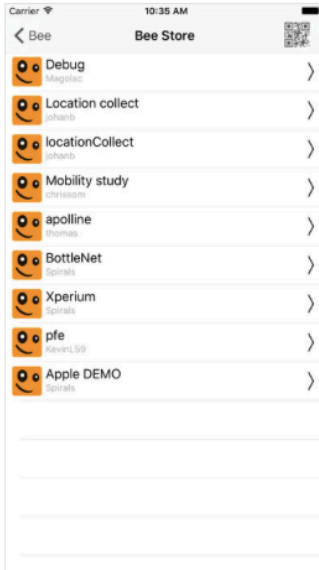 Carrier 10:35 AM
Bee Bee Store
Debug
Magolac
Location collect
johanb
locationCollect
johanb
Mobility study
chrissom
apolline
thomas
BottleNet
Spirals
Xperium
Spirals
pfe
KevinL59
Apple DEMO
Spirals